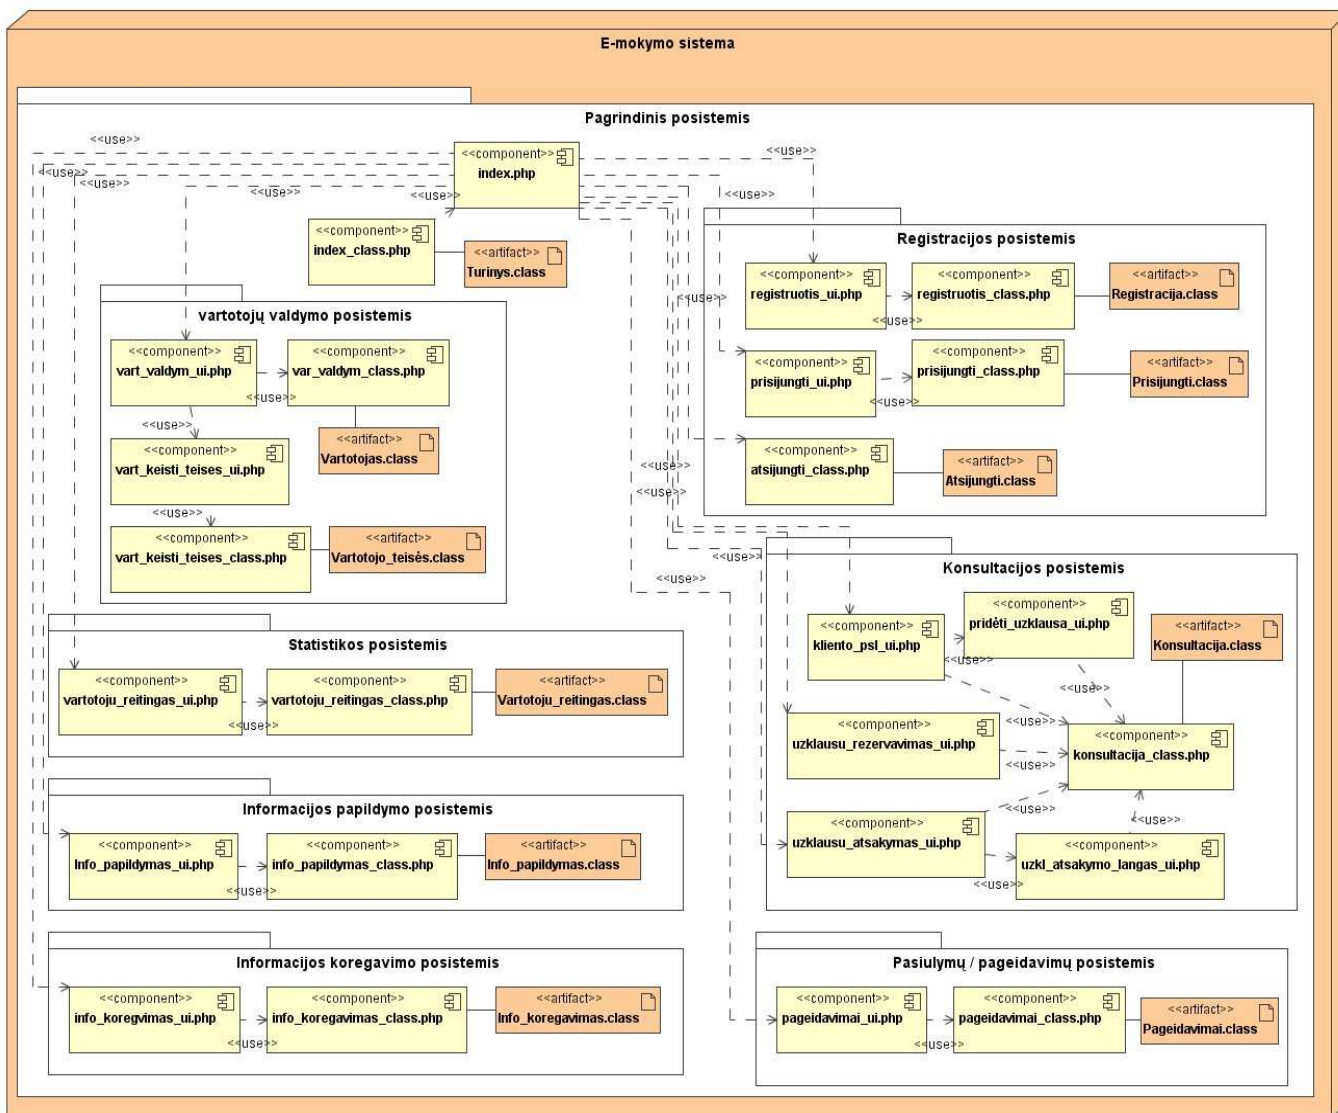 E-mokymo sistema
Pagrindinis posistemis
<<use>>
<<use>>
<<use>>
<<use>>
<<use>>
<<component>>
index.php
<<use>>
<<use>>
<<use>>
<<component>>
index_class.php
<<artifact>>
Turinys.class
vartotojų valdymo posistemis
<<component>>
vart_valdym_ui.php
<<component>>
var_valdym_class.php
<<use>>
<<use>>
<<artifact>>
Vartotojas.class
<<component>>
vart_keisti_teises_ui.php
<<use>>
<<component>>
vart_keisti_teises_class.php
<<artifact>>
Vartotojo_teisės.class
Registracijos posistemis
<<component>>
registruotis_ui.php
<<component>>
registruotis_class.php
<<artifact>>
Registracija.class
<<use>>
<<use>>
<<component>>
prisijungti_ui.php
<<component>>
prisijungti_class.php
<<artifact>>
Prisijungti.class
<<use>>
<<component>>
atsijungti_class.php
<<artifact>>
Atsijungti.class
<<use>>
<<use>>
<<use>>
<<use>>
Statistikos posistemis
<<component>>
vartotoju_reitingas_ui.php
<<component>>
vartotoju_reitingas_class.php
<<artifact>>
Vartotoju_reitingas.class
<<use>>
Konsultacijos posistemis
<<component>>
kliento_psl_ui.php
<<component>>
pridėti_uzklausa_ui.php
<<artifact>>
Konsultacija.class
<<use>>
<<use>>
<<use>>
<<component>>
uzklausu_rezervavimas_ui.php
<<component>>
konsultacija_class.php
<<use>>
<<use>>
<<use>>
<<component>>
uzklausu_atsakymas_ui.php
<<component>>
uzkl_atsakymo_langas_ui.php
<<use>>
Informacijos papildymo posistemis
<<component>>
Info_papildymas_ui.php
<<component>>
info_papildymas_class.php
<<artifact>>
Info_papildymas.class
<<use>>
Informacijos koregavimo posistemis
<<component>>
info_koregvimas_ui.php
<<component>>
info_koregavimas_class.php
<<artifact>>
Info_koregavimas.class
<<use>>
Pasiulymų / pageidavimų posistemis
<<component>>
pageidavimai_ui.php
<<component>>
pageidavimai_class.php
<<artifact>>
Pageidavimai.class
<<use>>